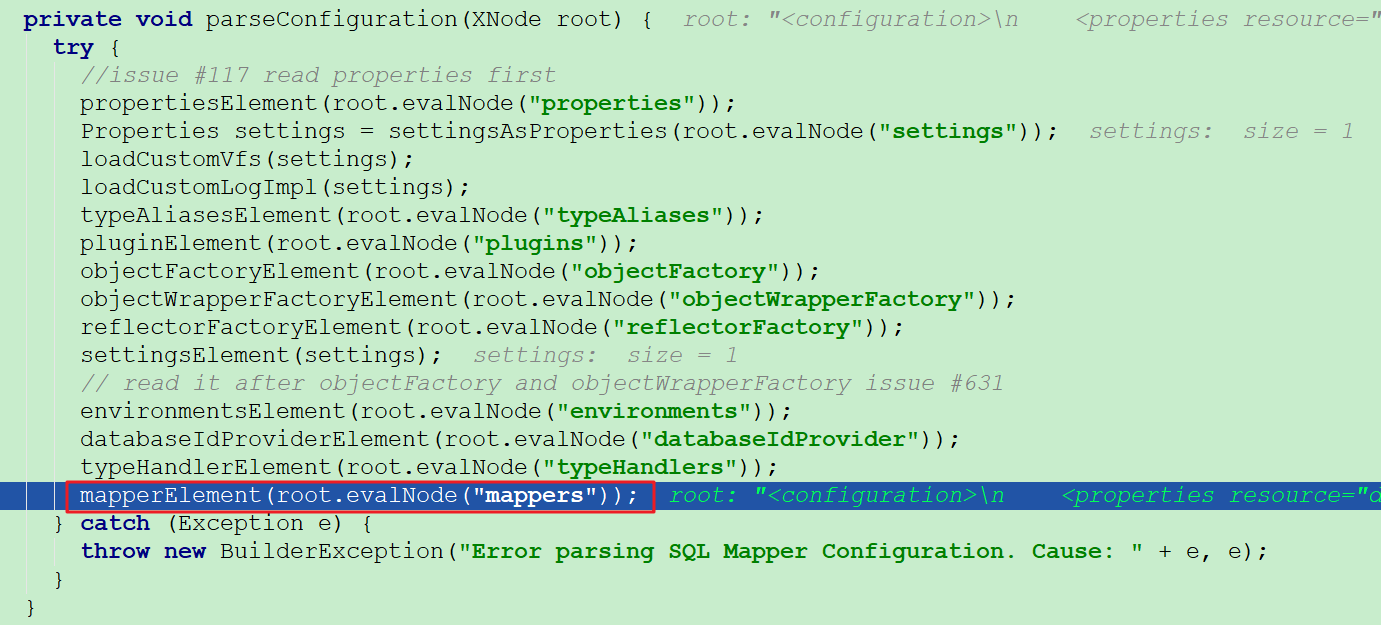 private void parseConfiguration(XNode root) {  root: "<configuration>\n    <properties resource="
try {
//issue #117 read properties first
propertiesElement(root.evalNode("properties"));
Properties settings = settingsAsProperties(root.evalNode("settings"));  settings:  size = 1
loadCustomVfs(settings);
loadCustomLogImpl(settings);
typeAliasesElement(root.evalNode("typeAliases"));
pluginElement(root.evalNode("plugins"));
objectFactoryElement(root.evalNode("objectFactory"));
objectWrapperFactoryElement(root.evalNode("objectWrapperFactory"));
reflectorFactoryElement(root.evalNode("reflectorFactory"));
settingsElement(settings);  settings:  size = 1
// read it after objectFactory and objectWrapperFactory issue #631
environmentsElement(root.evalNode("environments"));
databaseIdProviderElement(root.evalNode("databaseIdProvider"));
typeHandlerElement(root.evalNode("typeHandlers"));
mapperElement(root.evalNode("mappers"));  root: "<configuration>\n    <properties resource="d
} catch (Exception e) {
throw new BuilderException("Error parsing SQL Mapper Configuration. Cause: " + e, e);
}
}